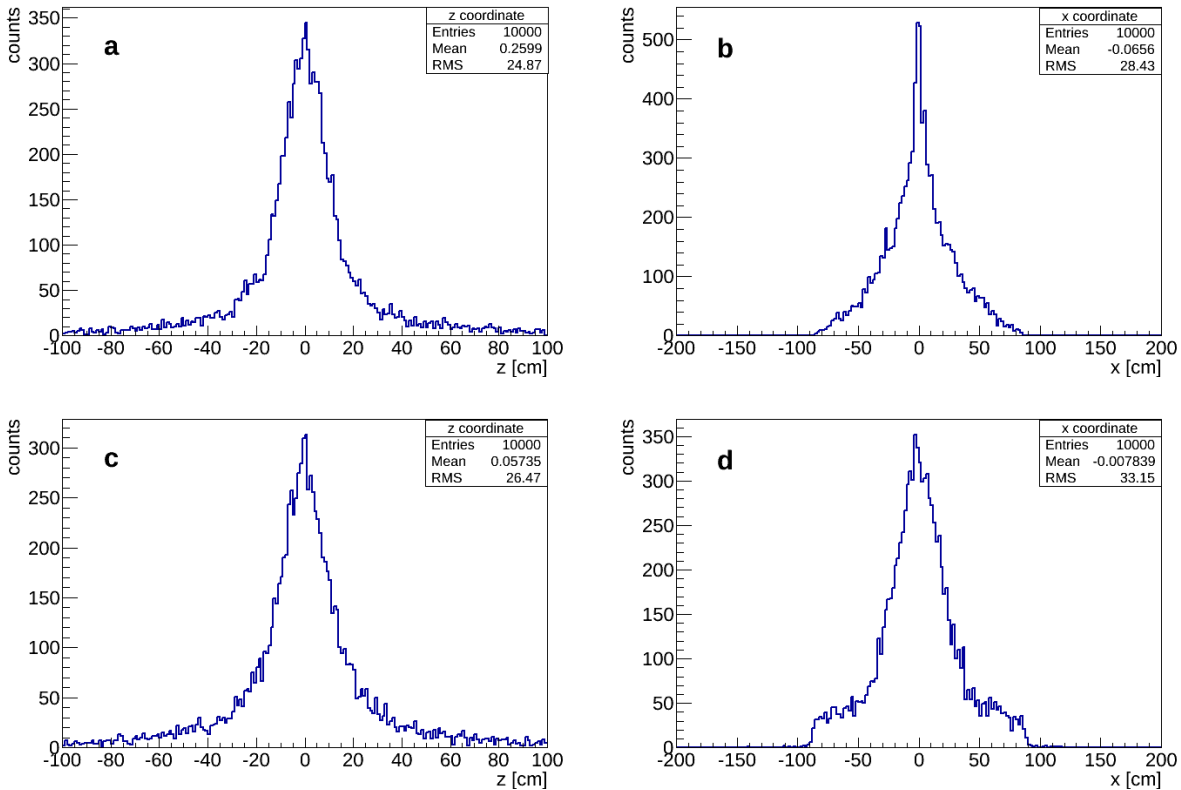 a
counts
z coordinate
Entries 10000
Mean 0.2599
RMS 24.87
350
300
250
200
150
100
50
0
-100 -80 -60 -40 -20 0 20 40 60 80 100
z [cm]
b
counts
x coordinate
Entries 10000
Mean -0.0656
RMS 28.43
500
400
300
200
100
0
-200 -150 -100 -50 0 50 100 150 200
x [cm]
c
counts
z coordinate
Entries 10000
Mean 0.05735
RMS 26.47
300
250
200
150
100
50
0
-100 -80 -60 -40 -20 0 20 40 60 80 100
z [cm]
d
counts
x coordinate
Entries 10000
Mean -0.007839
RMS 33.15
350
300
250
200
150
100
50
0
-200 -150 -100 -50 0 50 100 150 200
x [cm]